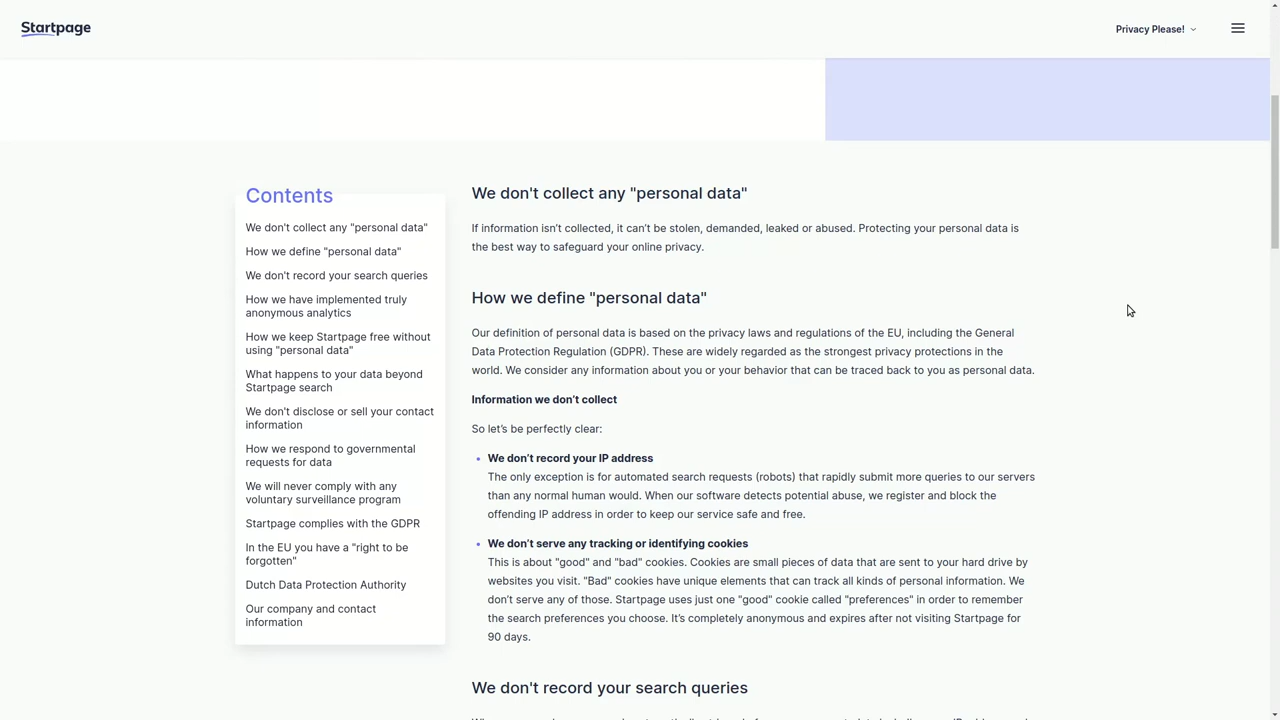 Startpage
Privacy Please!
Contents
We don't collect any "personal data"
How we define "personal data"
We don't record your search queries
How we have implemented truly
anonymous analytics
How we keep Startpage free without
using "personal data"
What happens to your data beyond
Startpage search
We don't disclose or sell your contact
information
How we respond to governmental
requests for data
We will never comply with any
voluntary surveillance program
Startpage complies with the GDPR
In the EU you have a "right to be
forgotten"
Dutch Data Protection Authority
Our company and contact
information
We don't collect any "personal data"
If information isn’t collected, it can’t be stolen, demanded, leaked or abused. Protecting your personal data is
the best way to safeguard your online privacy.
How we define "personal data"
Our definition of personal data is based on the privacy laws and regulations of the EU, including the General
Data Protection Regulation (GDPR). These are widely regarded as the strongest privacy protections in the
world. We consider any information about you or your behavior that can be traced back to you as personal data.
Information we don’t collect
So let’s be perfectly clear:
We don’t record your IP address
The only exception is for automated search requests (robots) that rapidly submit more queries to our servers
than any normal human would. When our software detects potential abuse, we register and block the
offending IP address in order to keep our service safe and free.
We don’t serve any tracking or identifying cookies
This is about "good" and "bad" cookies. Cookies are small pieces of data that are sent to your hard drive by
websites you visit. "Bad" cookies have unique elements that can track all kinds of personal information. We
don’t serve any of those. Startpage uses just one "good" cookie called "preferences" in order to remember
the search preferences you choose. It’s completely anonymous and expires after not visiting Startpage for
90 days.
We don't record your search queries